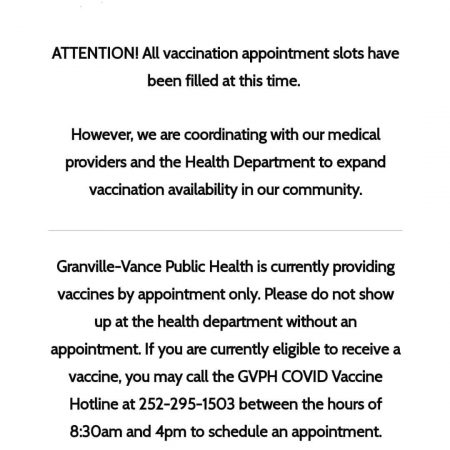 ATTENTION! All vaccination appointment slots have
been filled at this time.
However, we are coordinating with our medical
providers and the Health Department to expand
vaccination availability in our community.
Granville-Vance Public Health is currently providing
vaccines by appointment only. Please do not show
up at the health department without an
appointment. If you are currently eligible to receive a
vaccine, you may call the GVPH COVID Vaccine
Hotline at 252-295-1503 between the hours of
8:30am and 4pm to schedule an appointment.